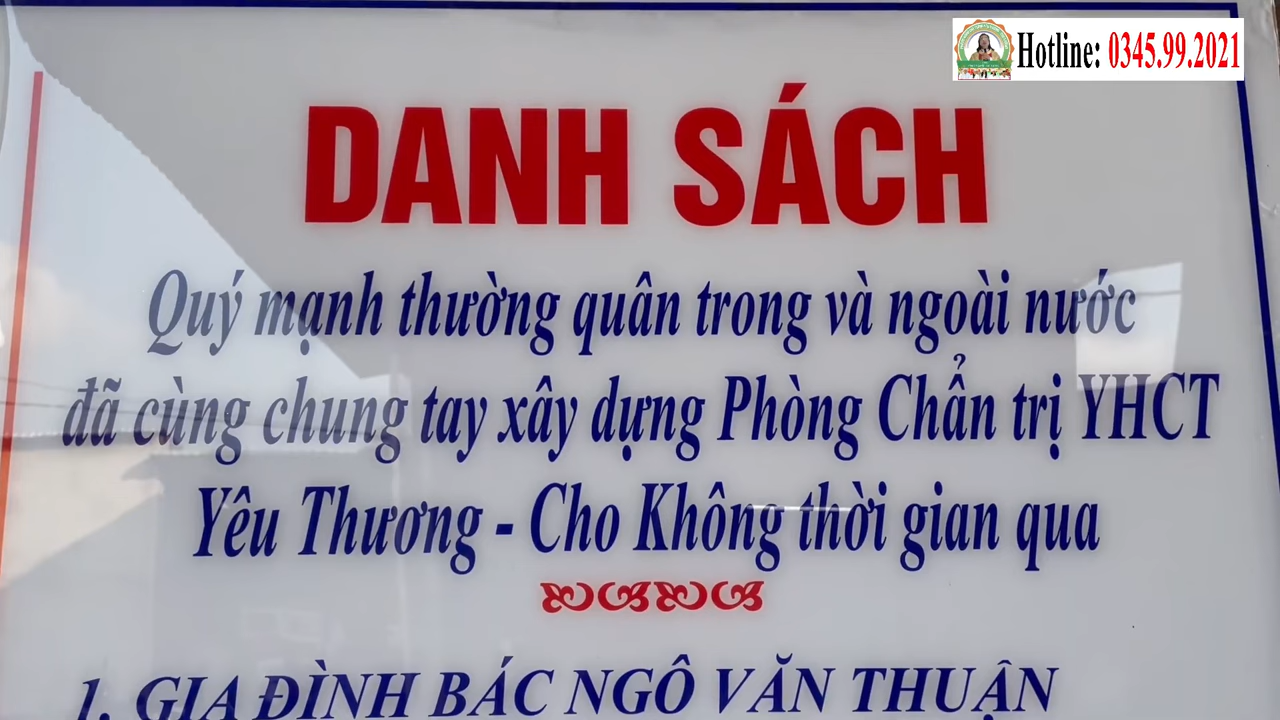 Hotline: 0345.99.2021
DANH SÁCH
Quý mạnh thường quân trong và ngoài nước
đã cùng chung tay xây dựng Phòng Chẩn trị YHCT
Yêu Thương - Cho Không thời gian qua
1. GIA ĐÌNH BÁC NGÔ VĂN THUẬN